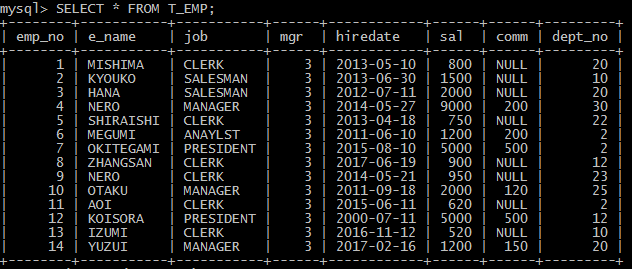 mysql> SELECT * FROM T_EMP;
+--------+-----------+-----------+------+------------+------+------+---------+
| emp_no | e_name | job | mgr | hiredate | sal | comm | dept_no |
+--------+-----------+-----------+------+------------+------+------+---------+
| 1 | MISHIMA | CLERK | 3 | 2013-05-10 | 800 | NULL | 20 |
| 2 | KYOUKO | SALESMAN | 3 | 2013-06-30 | 1500 | NULL | 10 |
| 3 | HANA | SALESMAN | 3 | 2012-07-11 | 2000 | NULL | 20 |
| 4 | NERO | MANAGER | 3 | 2014-05-27 | 9000 | 200 | 30 |
| 5 | SHIRAISHI | CLERK | 3 | 2013-04-18 | 750 | NULL | 22 |
| 6 | MEGUMI | ANAYLST | 3 | 2011-06-10 | 1200 | 200 | 2 |
| 7 | OKITEGAMI | PRESIDENT | 3 | 2015-08-10 | 5000 | 500 | 2 |
| 8 | ZHANGSAN | CLERK | 3 | 2017-06-19 | 900 | NULL | 12 |
| 9 | NERO | CLERK | 3 | 2014-05-21 | 950 | NULL | 23 |
| 10 | OTAKU | MANAGER | 3 | 2011-09-18 | 2000 | 120 | 25 |
| 11 | AOI | CLERK | 3 | 2015-06-11 | 620 | NULL | 2 |
| 12 | KOISORA | PRESIDENT | 3 | 2000-07-11 | 5000 | 500 | 12 |
| 13 | IZUMI | CLERK | 3 | 2016-11-12 | 520 | NULL | 10 |
| 14 | YUZUI | MANAGER | 3 | 2017-02-16 | 1200 | 150 | 20 |
+--------+-----------+-----------+------+------------+------+------+---------+